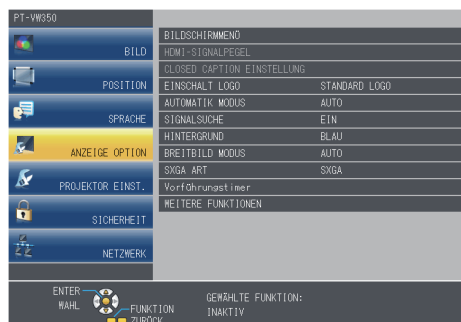 PT-VW350
BILD
POSITION
SPRACHE
ANZEIGE OPTION
PROJEKTOR EINST.
SICHERHEIT
NETZWERK
BILDSCHIRMMENÜ
HDMI-SIGNALPEGEL
CLOSED CAPTION EINSTELLUNG
EINSCHALT LOGO STANDARD LOGO
AUTOMATIK MODUS AUTO
SIGNALSUCHE EIN
HINTERGRUND BLAU
BREITBILD MODUS AUTO
SXGA ART SXGA
Vorführungstimer
WEITERE FUNKTIONEN
ENTER
WAHL
FUNKTION
ZURÜCK
GEWÄHLTE FUNKTION:
INAKTIV